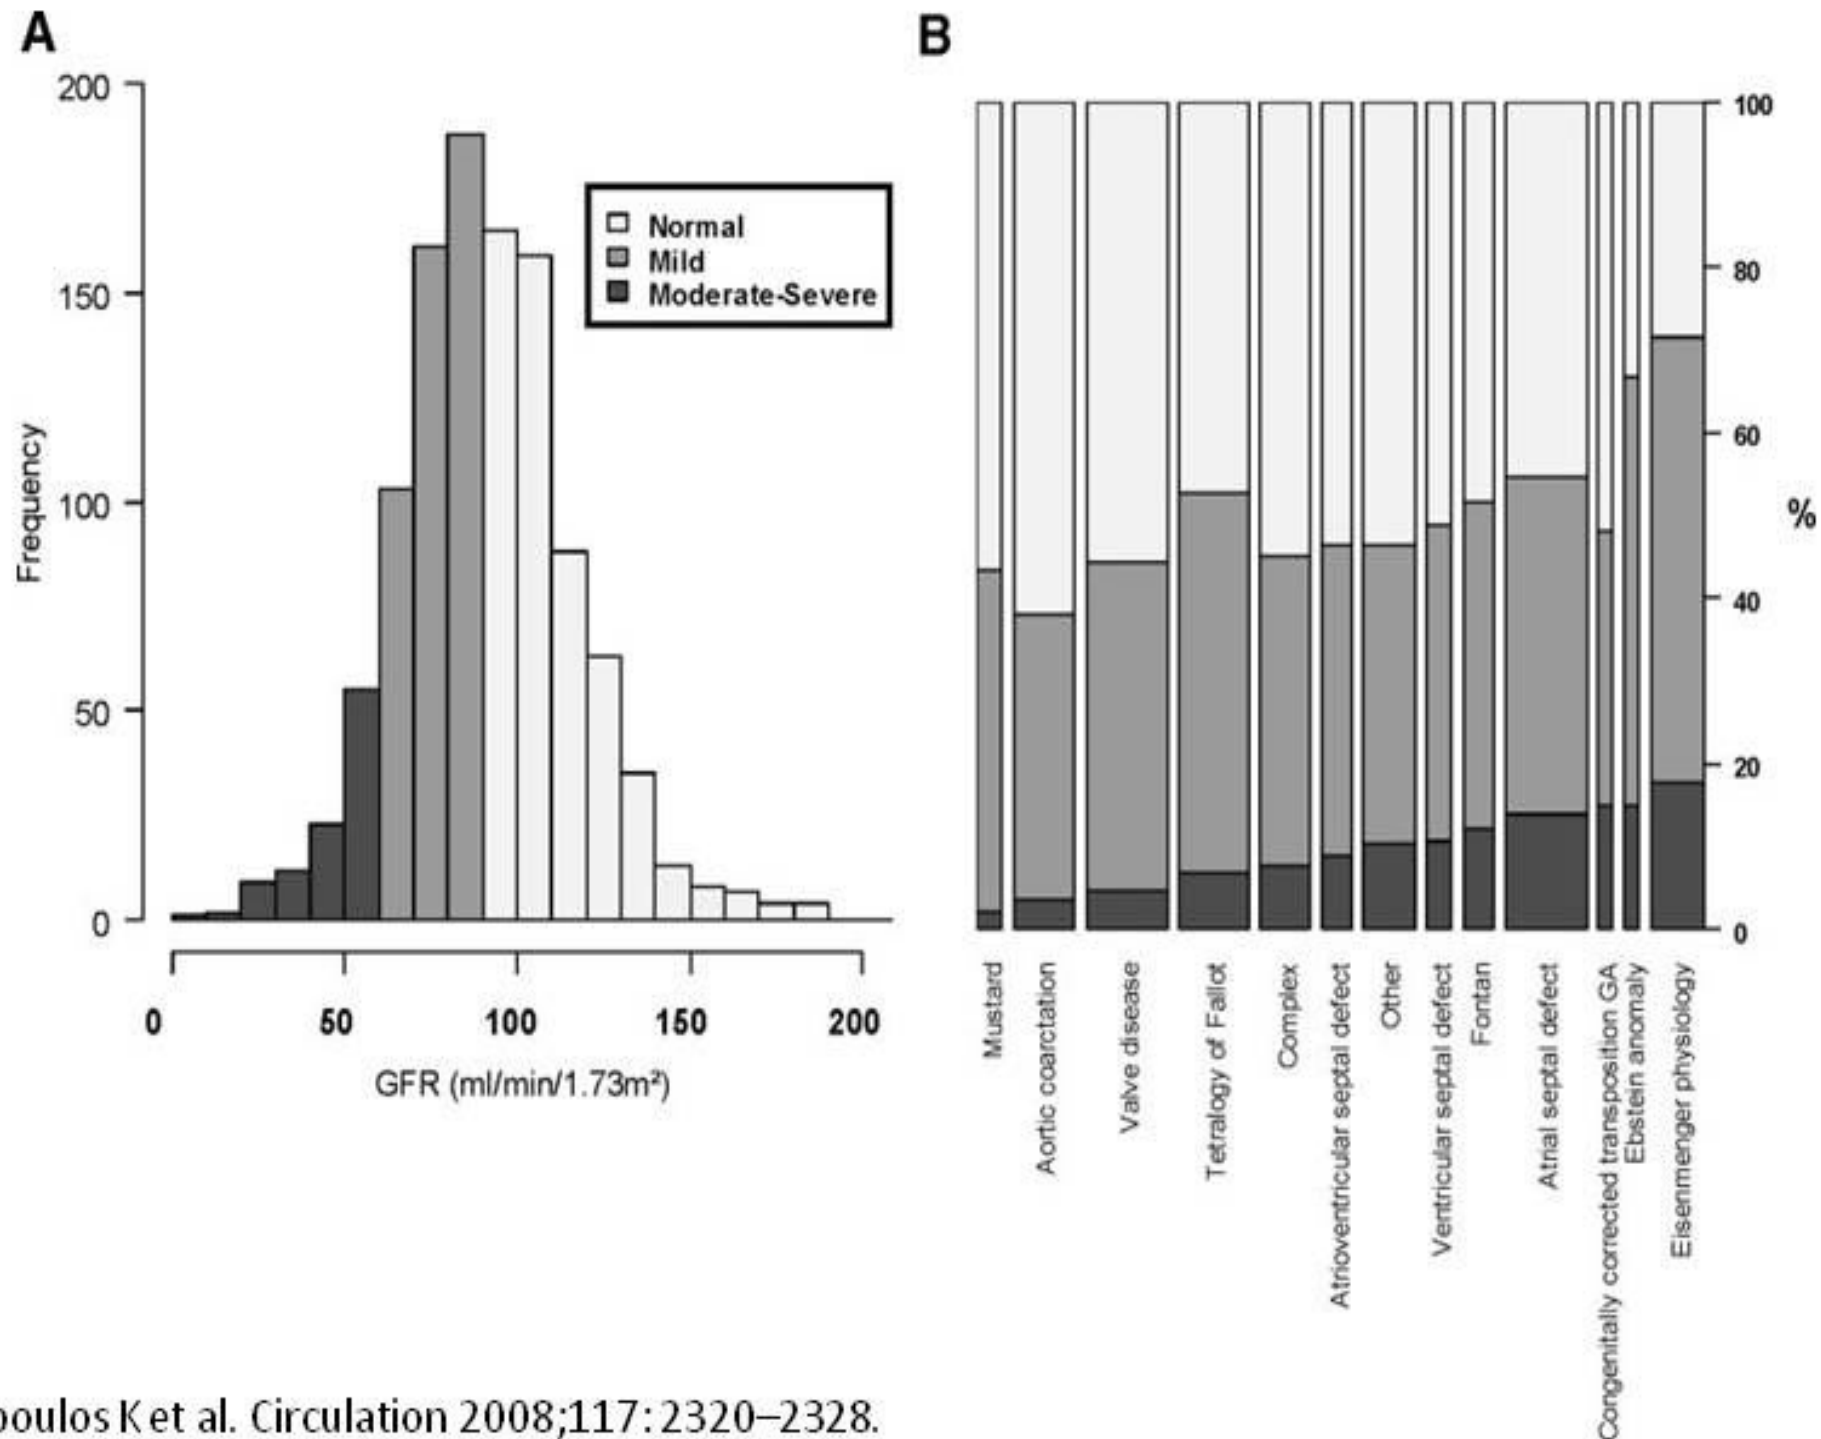 A
200
150
100
50
0
Frequency
Normal
Mild
Moderate-Severe
0 50 100 150 200
GFR (ml/min/1.73m²)
B
100
80
60
40
20
0
%
Mustard
Aortic coarctation
Valve disease
Tetralogy of Fallot
Complex
Atrioventricular septal defect
Other
Ventricular septal defect
Fontan
Atrial septal defect
Congenitally corrected transposition GA
Ebstein anomaly
Eisenmenger physiology
poulos K et al. Circulation 2008;117:2320–2328.